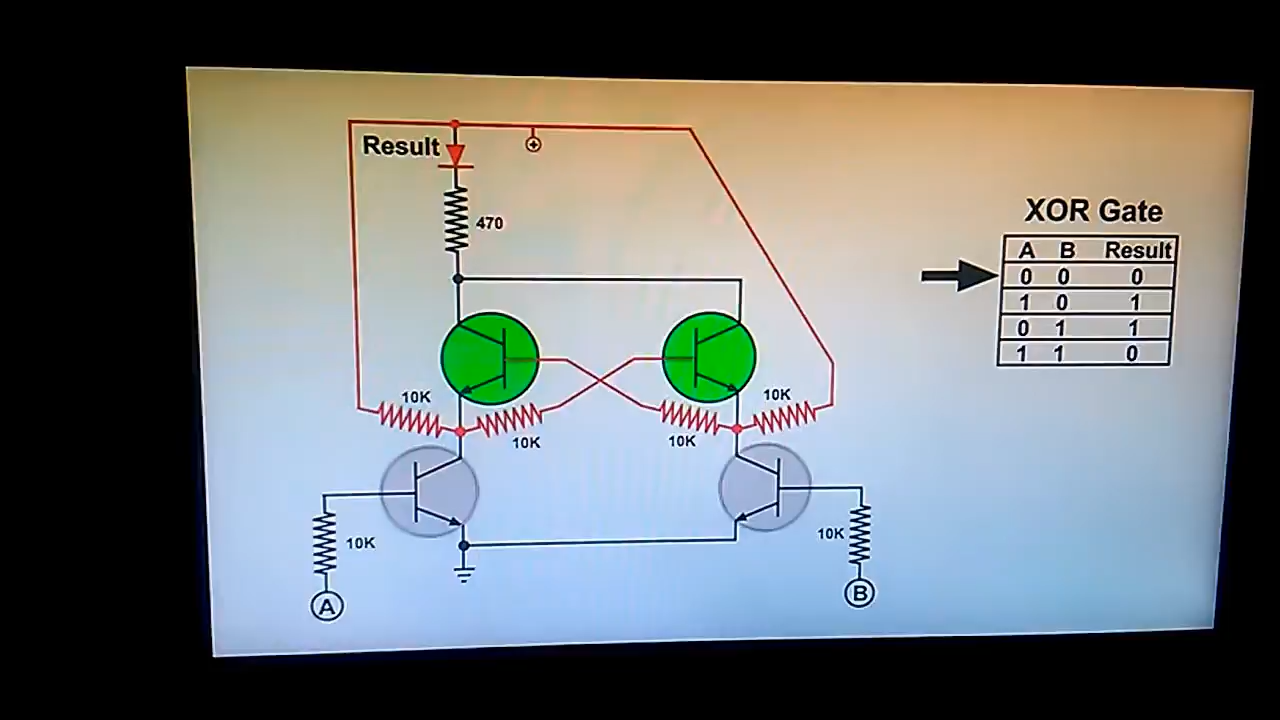 Result
470
10K
10K
10K
10K
10K
10K
A
B
XOR Gate
A B Result
0 0 0
1 0 1
0 1 1
1 1 0